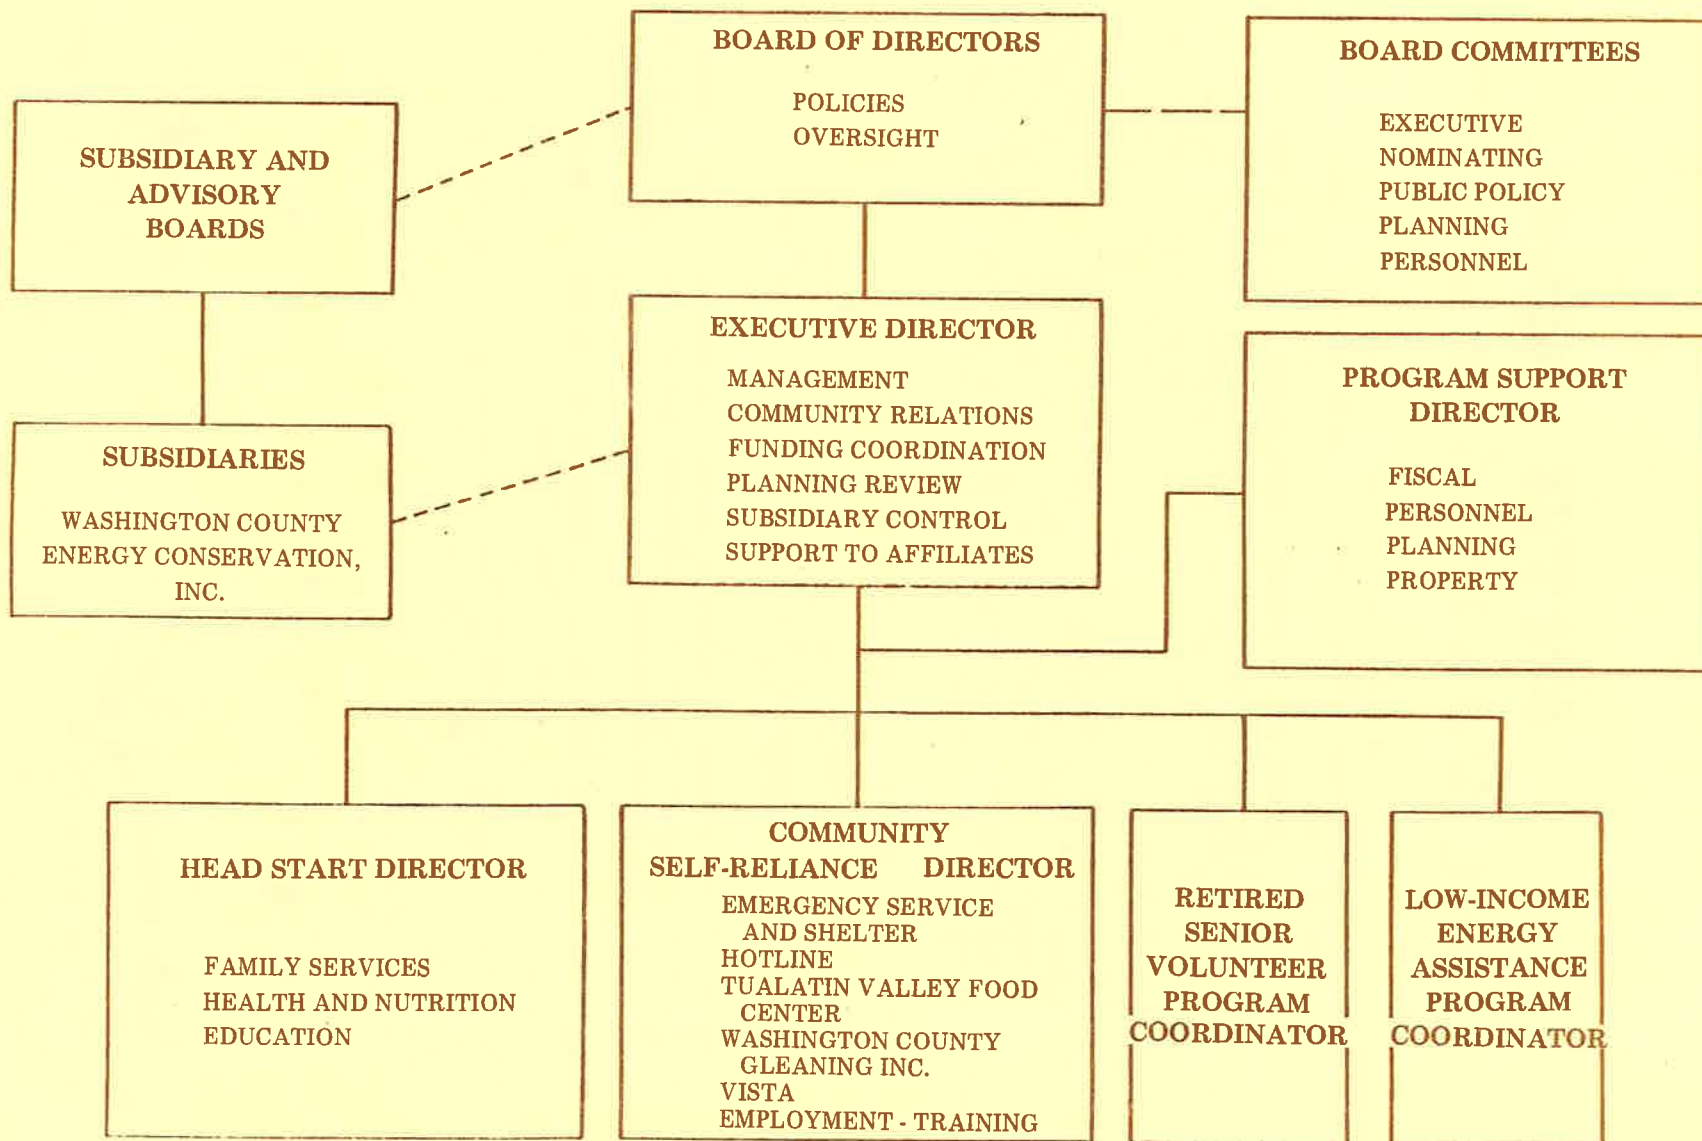 BOARD OF DIRECTORS
POLICIES
OVERSIGHT
BOARD COMMITTEES
EXECUTIVE
NOMINATING
PUBLIC POLICY
PLANNING
PERSONNEL
SUBSIDIARY AND
ADVISORY
BOARDS
EXECUTIVE DIRECTOR
MANAGEMENT
COMMUNITY RELATIONS
FUNDING COORDINATION
PLANNING REVIEW
SUBSIDIARY CONTROL
SUPPORT TO AFFILIATES
PROGRAM SUPPORT
DIRECTOR
FISCAL
PERSONNEL
PLANNING
PROPERTY
SUBSIDIARIES
WASHINGTON COUNTY
ENERGY CONSERVATION,
INC.
HEAD START DIRECTOR
FAMILY SERVICES
HEALTH AND NUTRITION
EDUCATION
COMMUNITY
SELF-RELIANCE DIRECTOR
EMERGENCY SERVICE
AND SHELTER
HOTLINE
TUALATIN VALLEY FOOD
CENTER
WASHINGTON COUNTY
GLEANING INC.
VISTA
EMPLOYMENT - TRAINING
RETIRED
SENIOR
VOLUNTEER
PROGRAM
COORDINATOR
LOW-INCOME
ENERGY
ASSISTANCE
PROGRAM
COORDINATOR